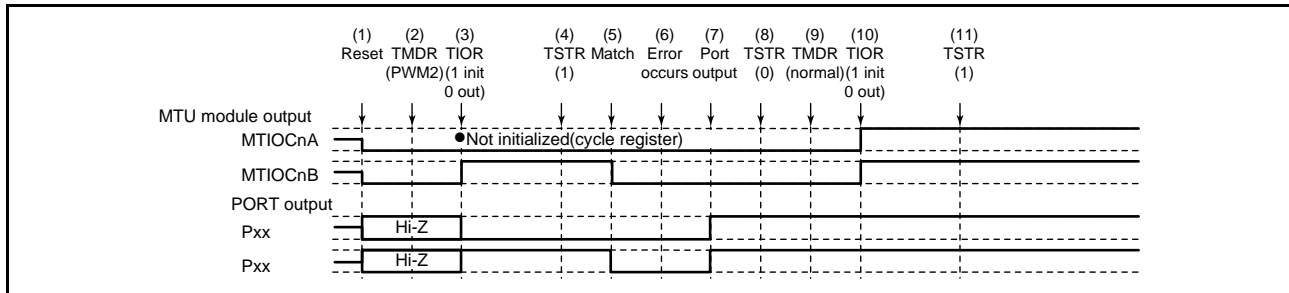 (1) (2) (3) (4) (5) (6) (7) (8) (9) (10) (11)
Reset TMDR TIOR TSTR Match Error Port TSTR TMDR TIOR TSTR
(PWM2) (1 init (1) occurs output (0) (normal) (1 init (1)
0 out) 0 out)
MTU module output
MTIOCnA
●Not initialized(cycle register)
MTIOCnB
PORT output
Pxx Hi-Z
Pxx Hi-Z